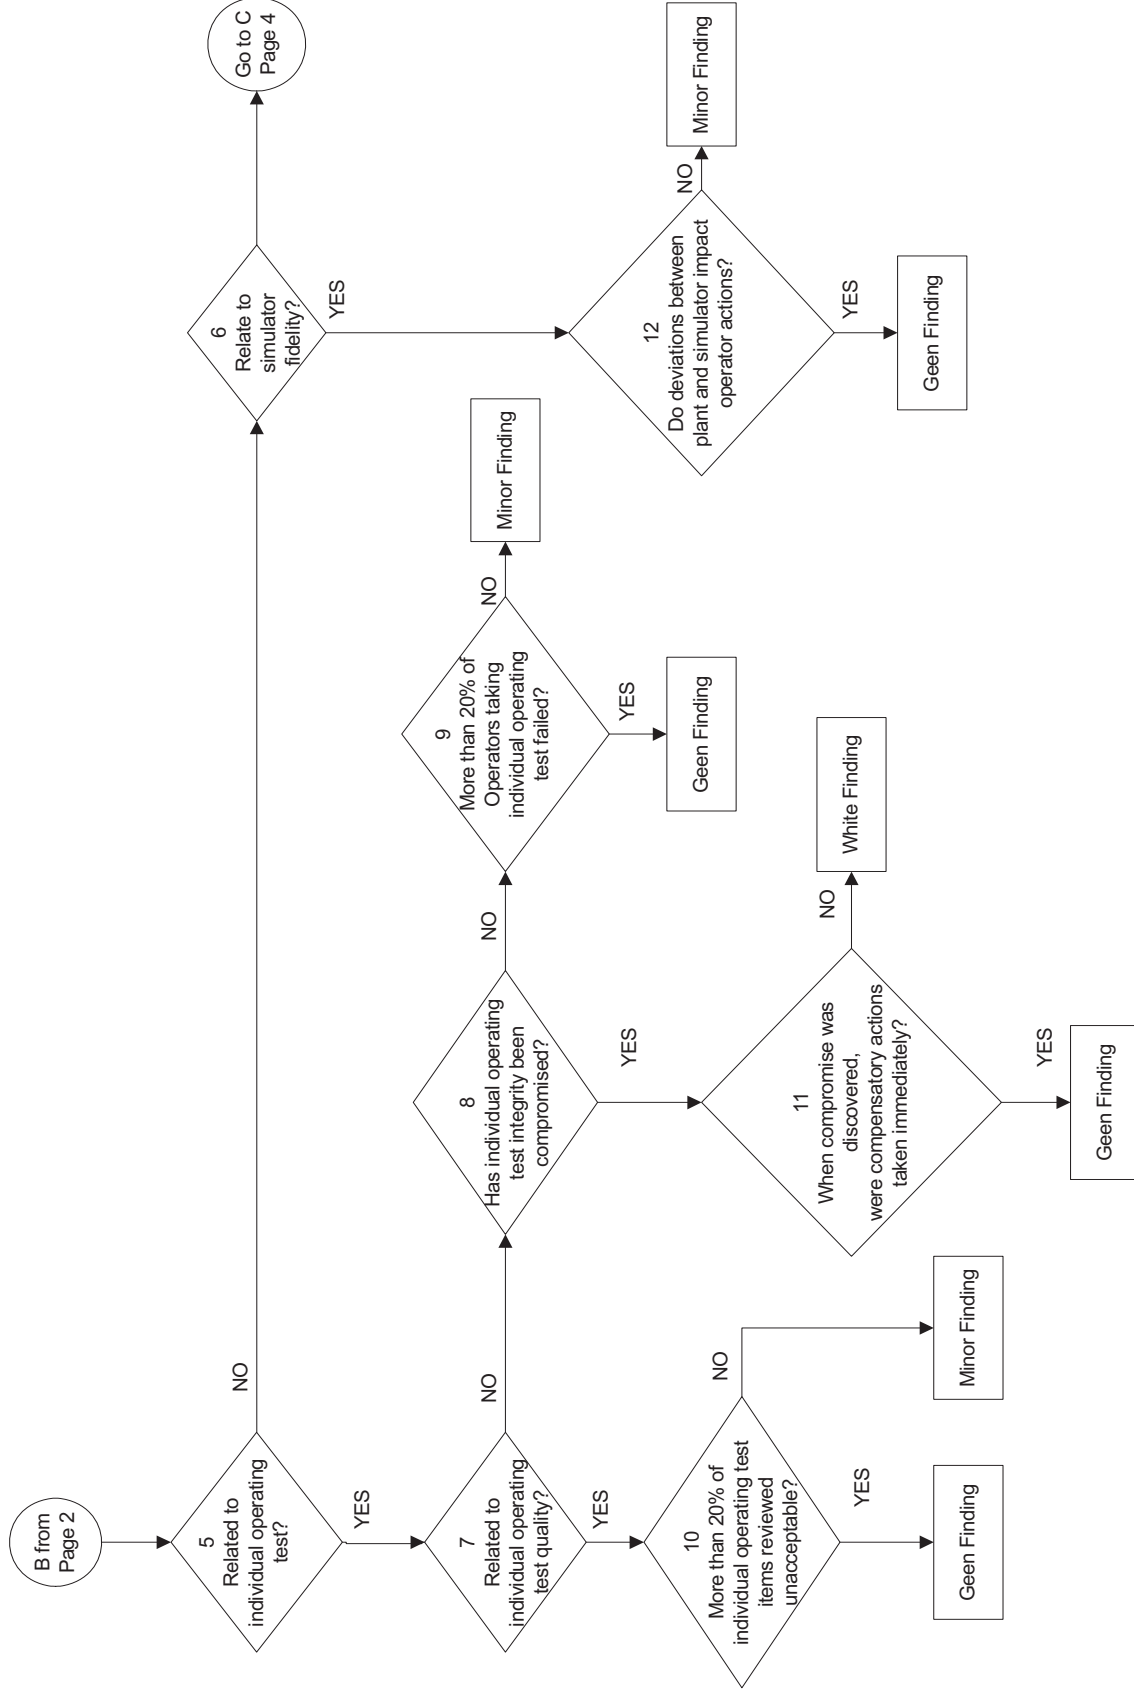 B from
Page 2
5
Related to
individual operating
test?
NO
YES
6
Relate to
simulator
fidelity?
YES
Go to C
Page 4
7
Related to
individual operating
test quality?
NO
YES
8
Has individual operating
test integrity been
compromised?
NO
YES
9
More than 20% of
Operators taking
individual operating
test failed?
NO
Minor Finding
YES
Geen Finding
12
Do deviations between
plant and simulator impact
operator actions?
NO
Minor Finding
YES
Geen Finding
10
More than 20% of
individual operating test
items reviewed
unacceptable?
NO
Minor Finding
YES
Geen Finding
11
When compromise was
discovered,
were compensatory actions
taken immediately?
NO
White Finding
YES
Geen Finding